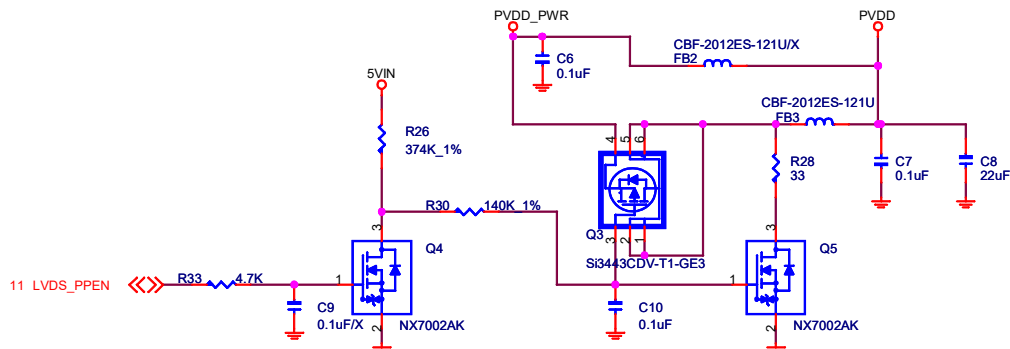 PVDD_PWR
PVDD
CBF-2012ES-121U/X
FB2
C6
0.1uF
5VIN
CBF-2012ES-121U
FB3
R26
374K_1%
4 5 6
R28
33
C7
0.1uF
C8
22uF
R30 140K_1%
3
Q4
Q3
3 2 1
Si3443CDV-T1-GE3
3
Q5
11 LVDS_PPEN
R33 4.7K
1
1
C9
0.1uF/X
2
NX7002AK
C10
0.1uF
2
NX7002AK